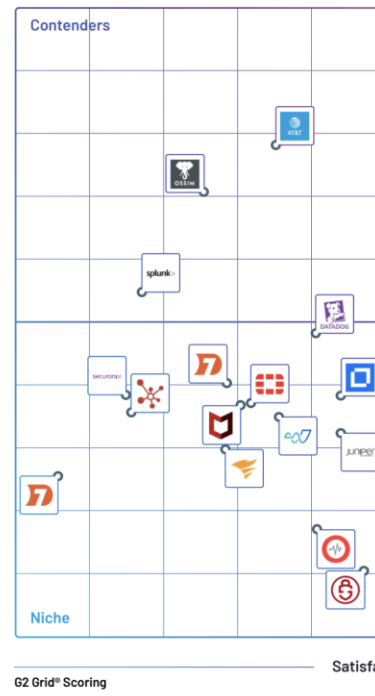 Contenders
AT&T
OSSIM
splunk>
DATADOG
securonix
JUNIPEr
Niche
Satisfa
G2 Grid® Scoring